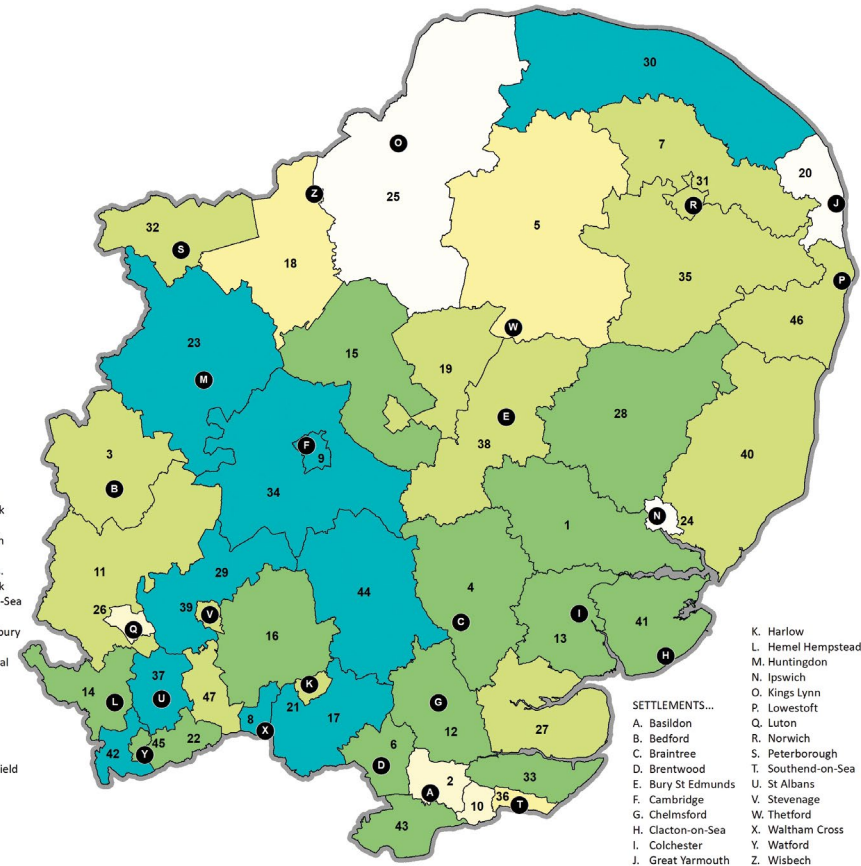 30
O
7
20
25
31
Z
R
J
32
5
S
18
35
P
46
23
W
15
19
M
28
E
3
F
38
40
9
B
34
N
24
k
1
n
11
29
..
44
k
39
4
26
V
-Sea
I
Q
C
41
16
13
bury
H
37
K
al
14
47
L
U
G
21
8
17
12
27
X
22
45
6
42
Y
D
ield
2
33
A
36
10
T
43
SETTLEMENTS...
A. Basildon
B. Bedford
C. Braintree
D. Brentwood
E. Bury St Edmunds
F. Cambridge
G. Chelmsford
H. Clacton-on-Sea
I. Colchester
J. Great Yarmouth
K. Harlow
L. Hemel Hempstead
M. Huntingdon
N. Ipswich
O. Kings Lynn
P. Lowestoft
Q. Luton
R. Norwich
S. Peterborough
T. Southend-on-Sea
U. St Albans
V. Stevenage
W. Thetford
X. Waltham Cross
Y. Watford
Z. Wisbech